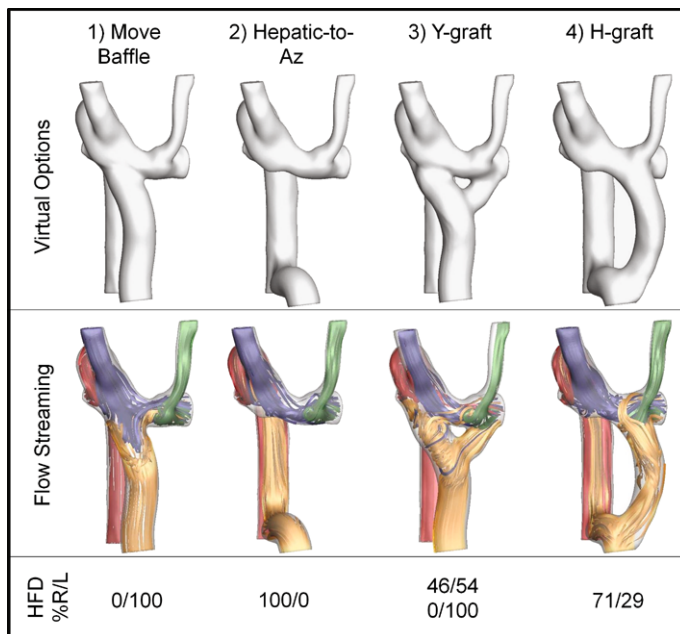 1) Move
Baffle
2) Hepatic-to-
Az
3) Y-graft
4) H-graft
Virtual Options
Flow Streaming
HFD
%R/L
0/100
100/0
46/54
0/100
71/29